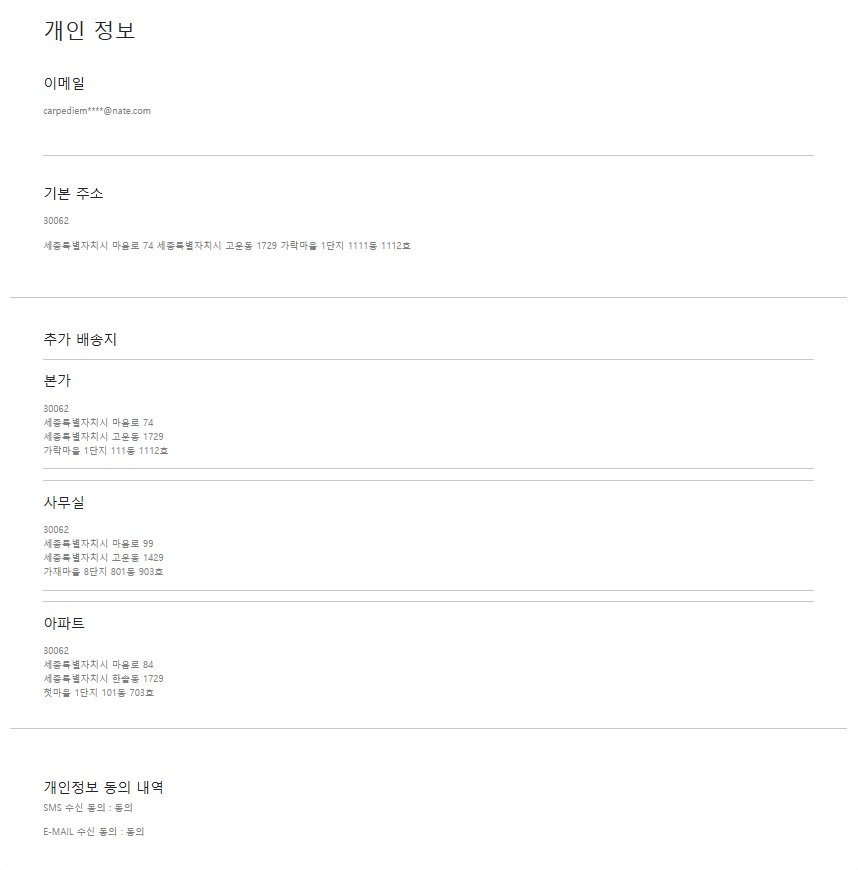 개인 정보
이메일
carpediem****@nate.com
기본 주소
30062
세종특별자치시 마음로 74 세종특별자치시 고운동 1729 가락마을 1단지 1111동 1112호
추가 배송지
본가
30062
세종특별자치시 마음로 74
세종특별자치시 고운동 1729
가락마을 1단지 111동 1112호
사무실
30062
세종특별자치시 마음로 99
세종특별자치시 고운동 1429
가재마을 8단지 801동 903호
아파트
30062
세종특별자치시 마음로 84
세종특별자치시 한솔동 1729
첫마을 1단지 101동 703호
개인정보 동의 내역
SMS 수신 동의 : 동의
E-MAIL 수신 동의 : 동의